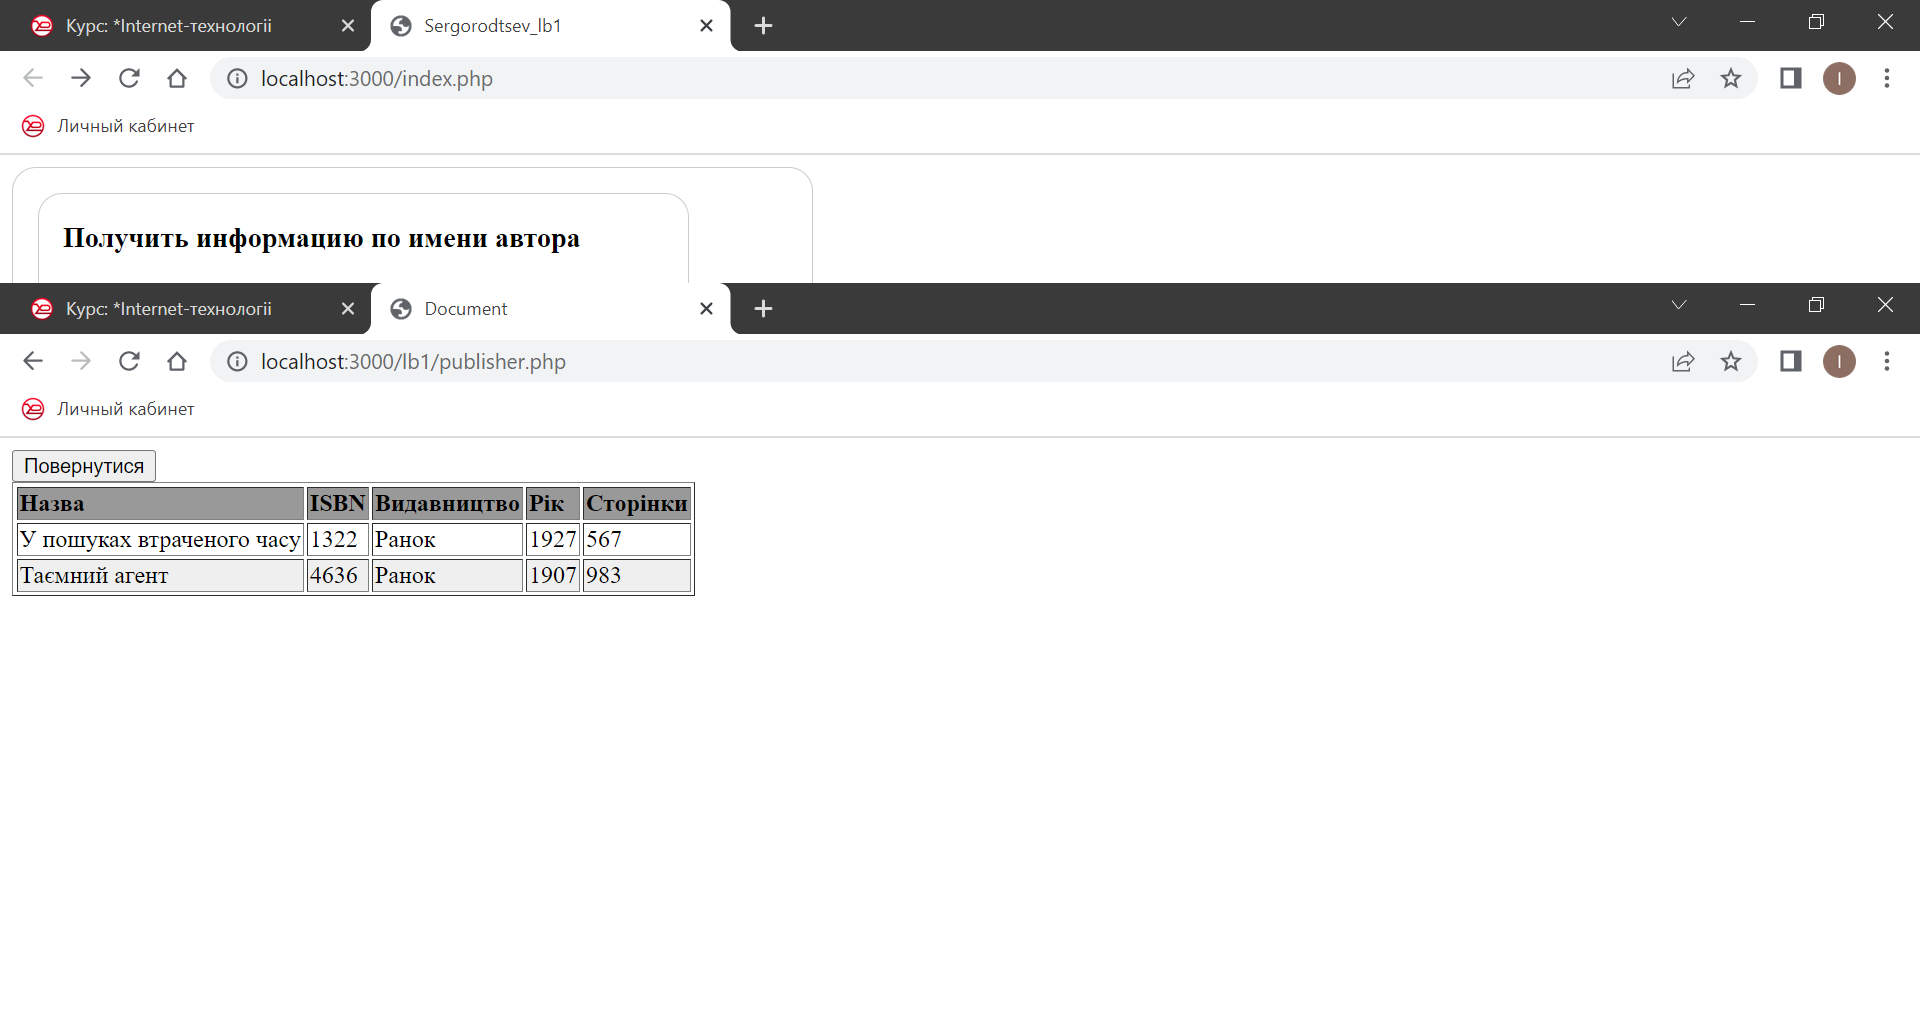 Курс: *Internet-технологіі
Sergorodtsev_lb1
localhost:3000/index.php
I
Личный кабинет
Получить информацию по имени автора
Курс: *Internet-технологіі
Document
localhost:3000/lb1/publisher.php
I
Личный кабинет
Повернутися
Назва ISBN Видавництво Рік Сторінки
У пошуках втраченого часу 1322 Ранок 1927 567
Таємний агент 4636 Ранок 1907 983